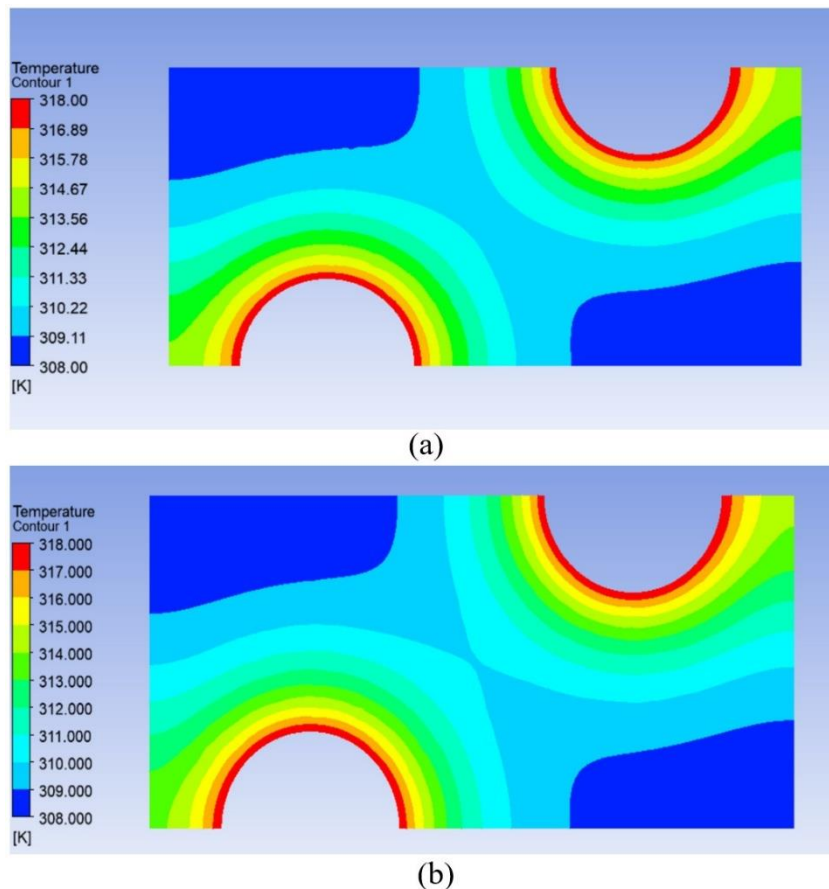 Temperature
Contour 1
318.00
316.89
315.78
314.67
313.56
312.44
311.33
310.22
309.11
308.00
[K]
(a)
Temperature
Contour 1
318.000
317.000
316.000
315.000
314.000
313.000
312.000
311.000
310.000
309.000
308.000
[K]
(b)